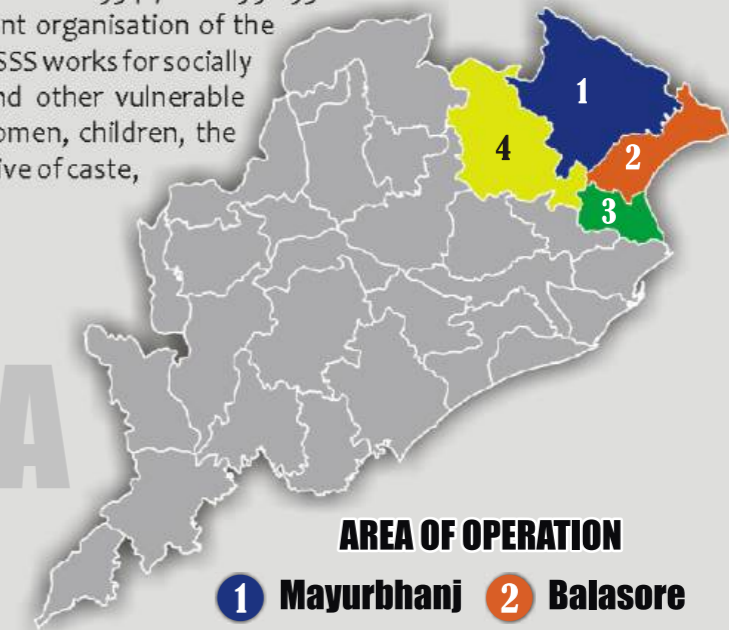 nt organisation of the
SSS works for socially
nd other vulnerable
omen, children, the
ive of caste,
1
2
3
4
A
AREA OF OPERATION
1 Mayurbhanj 2 Balasore